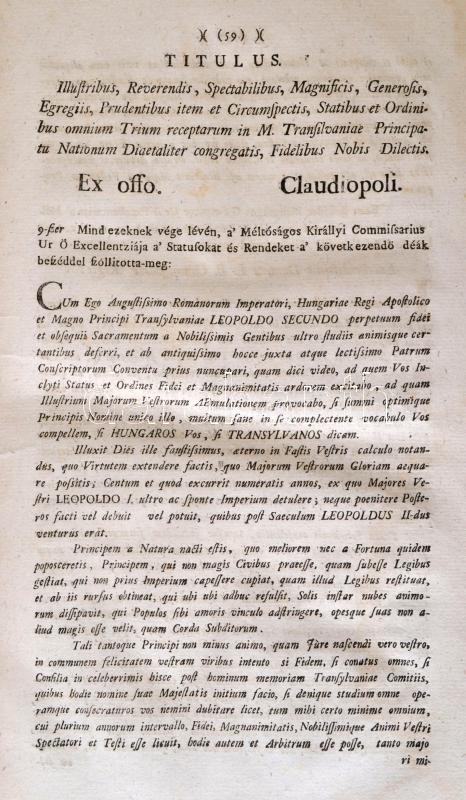 )( (59) )(
TITULUS.
Illuſtribus, Reverendis, Spectabilibus, Magnificis, Generoſis,
Egregiis, Prudentibus item et Circumſpectis, Statibus et Ordini-
bus omnium Trium receptarum in M. Tranſilvaniae Principa-
tu Nationum Diaetaliter congregatis, Fidelibus Nobis Dilectis.
Ex offo. Claudiopoli.
9-ſzer Mind ezeknek vége lévén, a' Méltóságos Királlyi Commiſſarius
Ur Ő Excellentziája a' Statusokat és Rendeket a' következendö déák
beſzéddel ſzóllitotta-meg:
CUm Ego Auguſtiſſimo Romanorum Imperatori, Hungariae Regi Apoſtolico
et Magno Principi Tranſylvaniae LEOPOLDO SECUNDO perpetuum fidei
et obſequii Sacramentum a Nobiliſſimis Gentibus ultro ſtudiis animisque cer-
tantibus deferri, et ab antiquiſſimo hocce juxta atque lectiſſimo Patrum
Conſcriptorum Conventu prius nuncupari, quam dici video, ad quem Vos In-
clyti Status et Ordines Fidei et Magnanimitatis ardorem excitabo, ad quam
Illuſtrium Majorum Veſtrorum AEmulationem provocabo, ſi ſummi optimique
Principis Nomine unico illo, multum ſane in ſe complectente vocabulo Vos
compellem, ſi HUNGAROS Vos, ſi TRANSYLVANOS dicam.
Illuxit Dies ille fauſtiſſimus, aeterno in Faſtis Veſtris calculo notan-
dus, quo Virtutem extendere factis, quo Majorum Veſtrorum Gloriam aequa-
re poſſitis; Centum et quod excurrit numeratis annos, ex quo Majores Ve-
ſtri LEOPOLDO I. ultro ac ſponte Imperium detulere; neque poenitere Poſte-
ros facti vel debuit vel potuit, quibus poſt Saeculum LEOPOLDUS II-dus
venturus erat.
Principem a Natura nacti eſtis, quo meliorem nec a Fortuna quidem
popoſceretis, Principem, qui non magis Civibus praeeſſe, quam ſubeſſe Legibus
geſtiat, qui non prius Imperium capeſſere cupiat, quam illud Legibus reſtituat,
et ab iis rurſus obtineat, qui ubi ubi adhuc refulſit, Solis inſtar nubes animo-
rum diſſipavit, qui Populos ſibi amoris vinculo adſtringere, opesque ſuas non a-
liud magis eſſe velit, quam Corda Subditorum.
Tali tantoque Principi non minus animo, quam Jùre naſcendi vero veſtro,
in communem felicitatem veſtram viribus intento ſi Fidem, ſi conatus omnes, ſi
Conſilia in celeberrimis hisce poſt hominum memoriam Tranſylvaniae Comitiis,
quibus hodie nomine ſuae Majeſtatis initium facio, ſi denique ſtudium omne ope-
ramque conſecraturos vos nemini dubitare licet, tum mihi certo minime omnium,
cui plurium annorum intervallo, Fidei, Magnanimitatis, Nobiliſſimique Animi Veſtri
Spectatori et Teſti eſſe licuit, hodie autem et Arbitrum eſſe poſſe, tanto majo
ri mi-